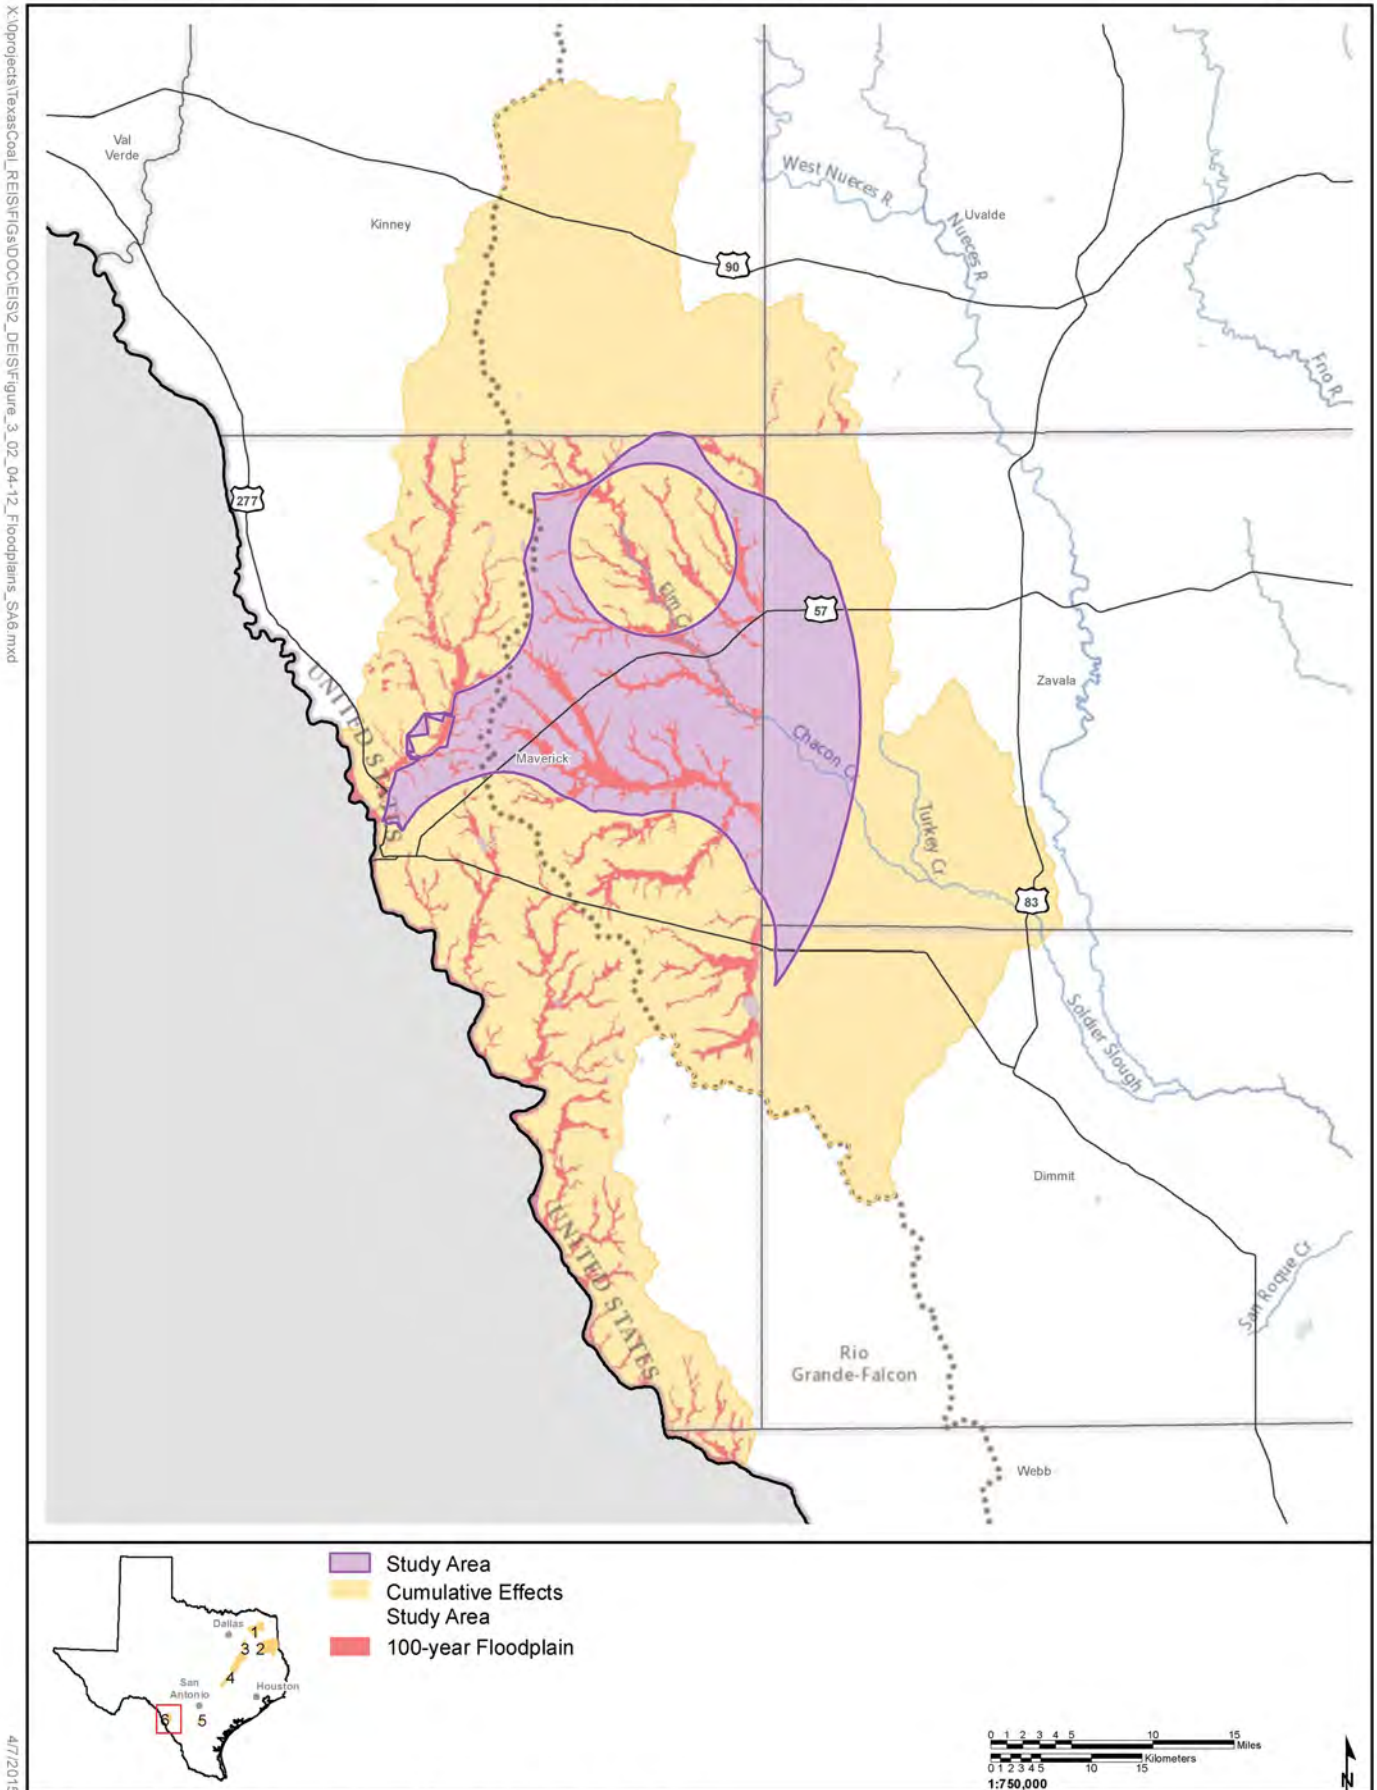 X:\0projects\TexasCoal_REIS\FIGs\DOC\EIS\2_DEIS\Figure_3_02_04-12_Floodplains_SA6.mxd
4/7/2015
Val
Verde
Kinney
West Nueces R
Nueces R
Uvalde
90
Frio R
277
Elm Cr
57
UNITED STATES
Zavala
Maverick
Chacon Cr
Turkey Cr
83
Soldier Slough
Dimmit
UNITED STATES
San Roque Cr
Rio
Grande-Falcon
Webb
Study Area
Cumulative Effects
Study Area
100-year Floodplain
Dallas
1
3 2
4
San
Antonio
Houston
6
5
0 1 2 3 4 5 10 15
Miles
Kilometers
0 1 2 3 4 5 10 15
1:750,000
N